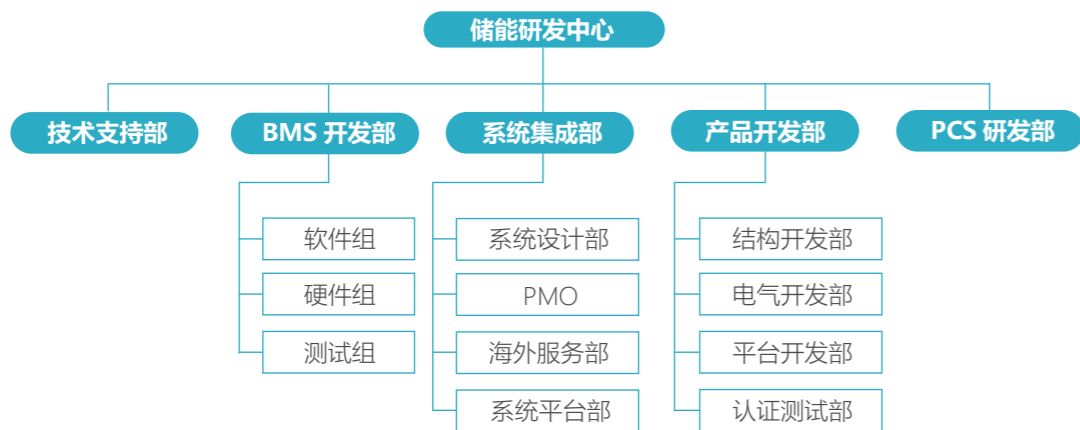 储能研发中心
技术支持部
BMS 开发部
系统集成部
产品开发部
PCS 研发部
软件组
硬件组
测试组
系统设计部
PMO
海外服务部
系统平台部
结构开发部
电气开发部
平台开发部
认证测试部